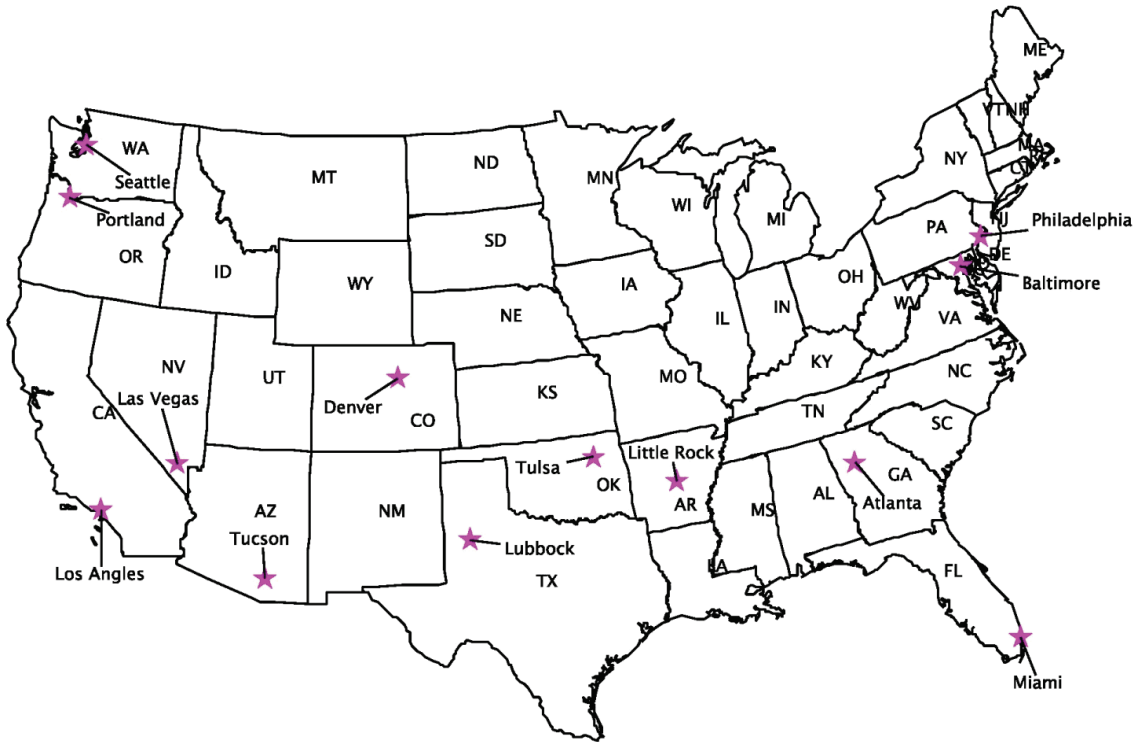 ME
VT
NH
WA
MA
NY
ND
MT
MN
CT
Seattle
WI
MI
Portland
NJ
Philadelphia
PA
SD
OR
DE
ID
OH
WY
IA
Baltimore
WV
IN
NE
IL
VA
KY
NV
UT
MO
NC
KS
Las Vegas
Denver
CA
CO
TN
SC
Little Rock
Tulsa
GA
OK
AL
Atlanta
AR
AZ
NM
MS
Tucson
Lubbock
LA
Los Angles
TX
FL
Miami